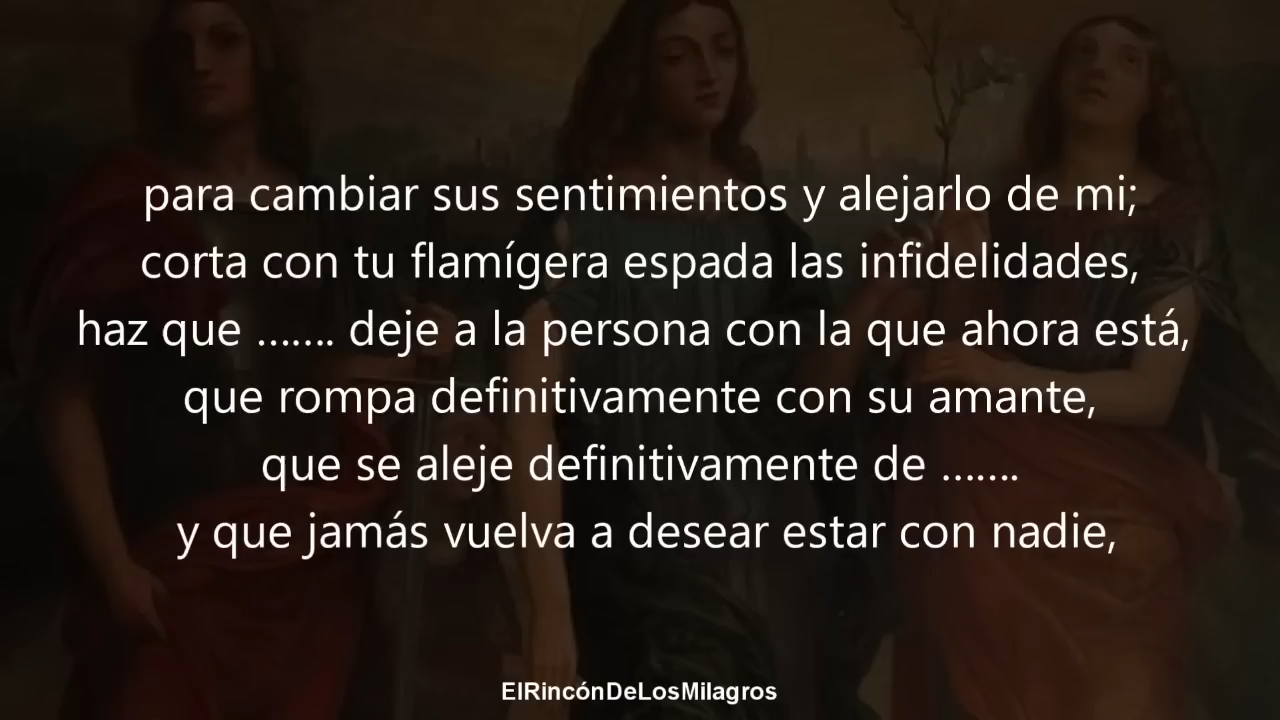 para cambiar sus sentimientos y alejarlo de mi;
corta con tu flamígera espada las infidelidades,
haz que ....... deje a la persona con la que ahora está,
que rompa definitivamente con su amante,
que se aleje definitivamente de .......
y que jamás vuelva a desear estar con nadie,
ElRincónDeLosMilagros